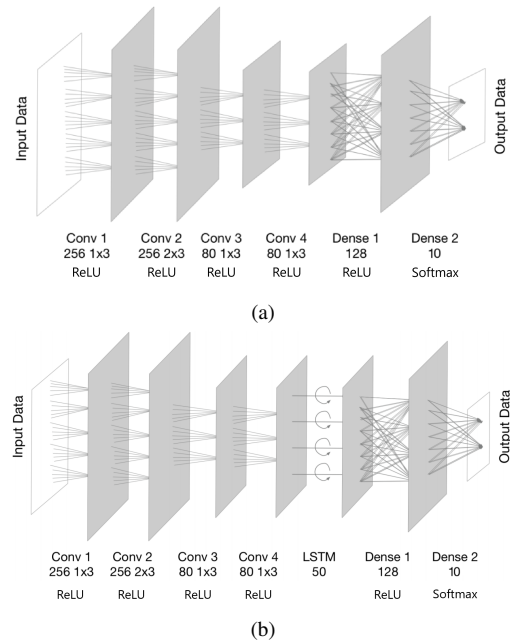 Input Data
Output Data
Conv 1 Conv 2 Conv 3 Conv 4 Dense 1 Dense 2
256 1x3 256 2x3 80 1x3 80 1x3 128 10
ReLU ReLU ReLU ReLU ReLU Softmax
(a)
Input Data
Output Data
Conv 1 Conv 2 Conv 3 Conv 4 LSTM Dense 1 Dense 2
256 1x3 256 2x3 80 1x3 80 1x3 50 128 10
ReLU ReLU ReLU ReLU ReLU Softmax
(b)